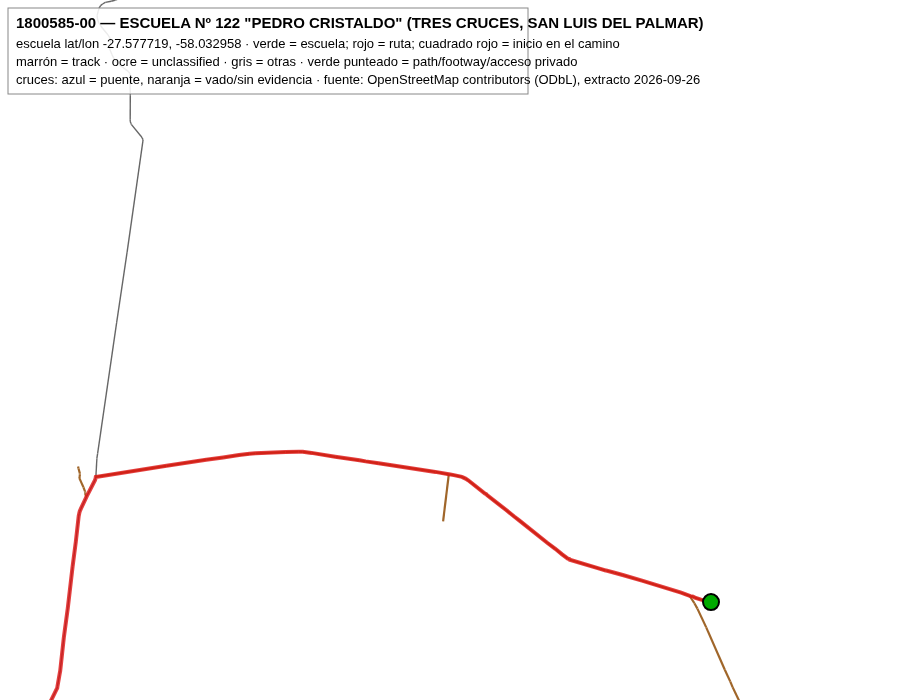 1800585-00 — ESCUELA Nº 122 "PEDRO CRISTALDO" (TRES CRUCES, SAN LUIS DEL PALMAR)
escuela lat/lon -27.577719, -58.032958 · verde = escuela; rojo = ruta; cuadrado rojo = inicio en el camino
marrón = track · ocre = unclassified · gris = otras · verde punteado = path/footway/acceso privado
cruces: azul = puente, naranja = vado/sin evidencia · fuente: OpenStreetMap contributors (ODbL), extracto 2026-09-26